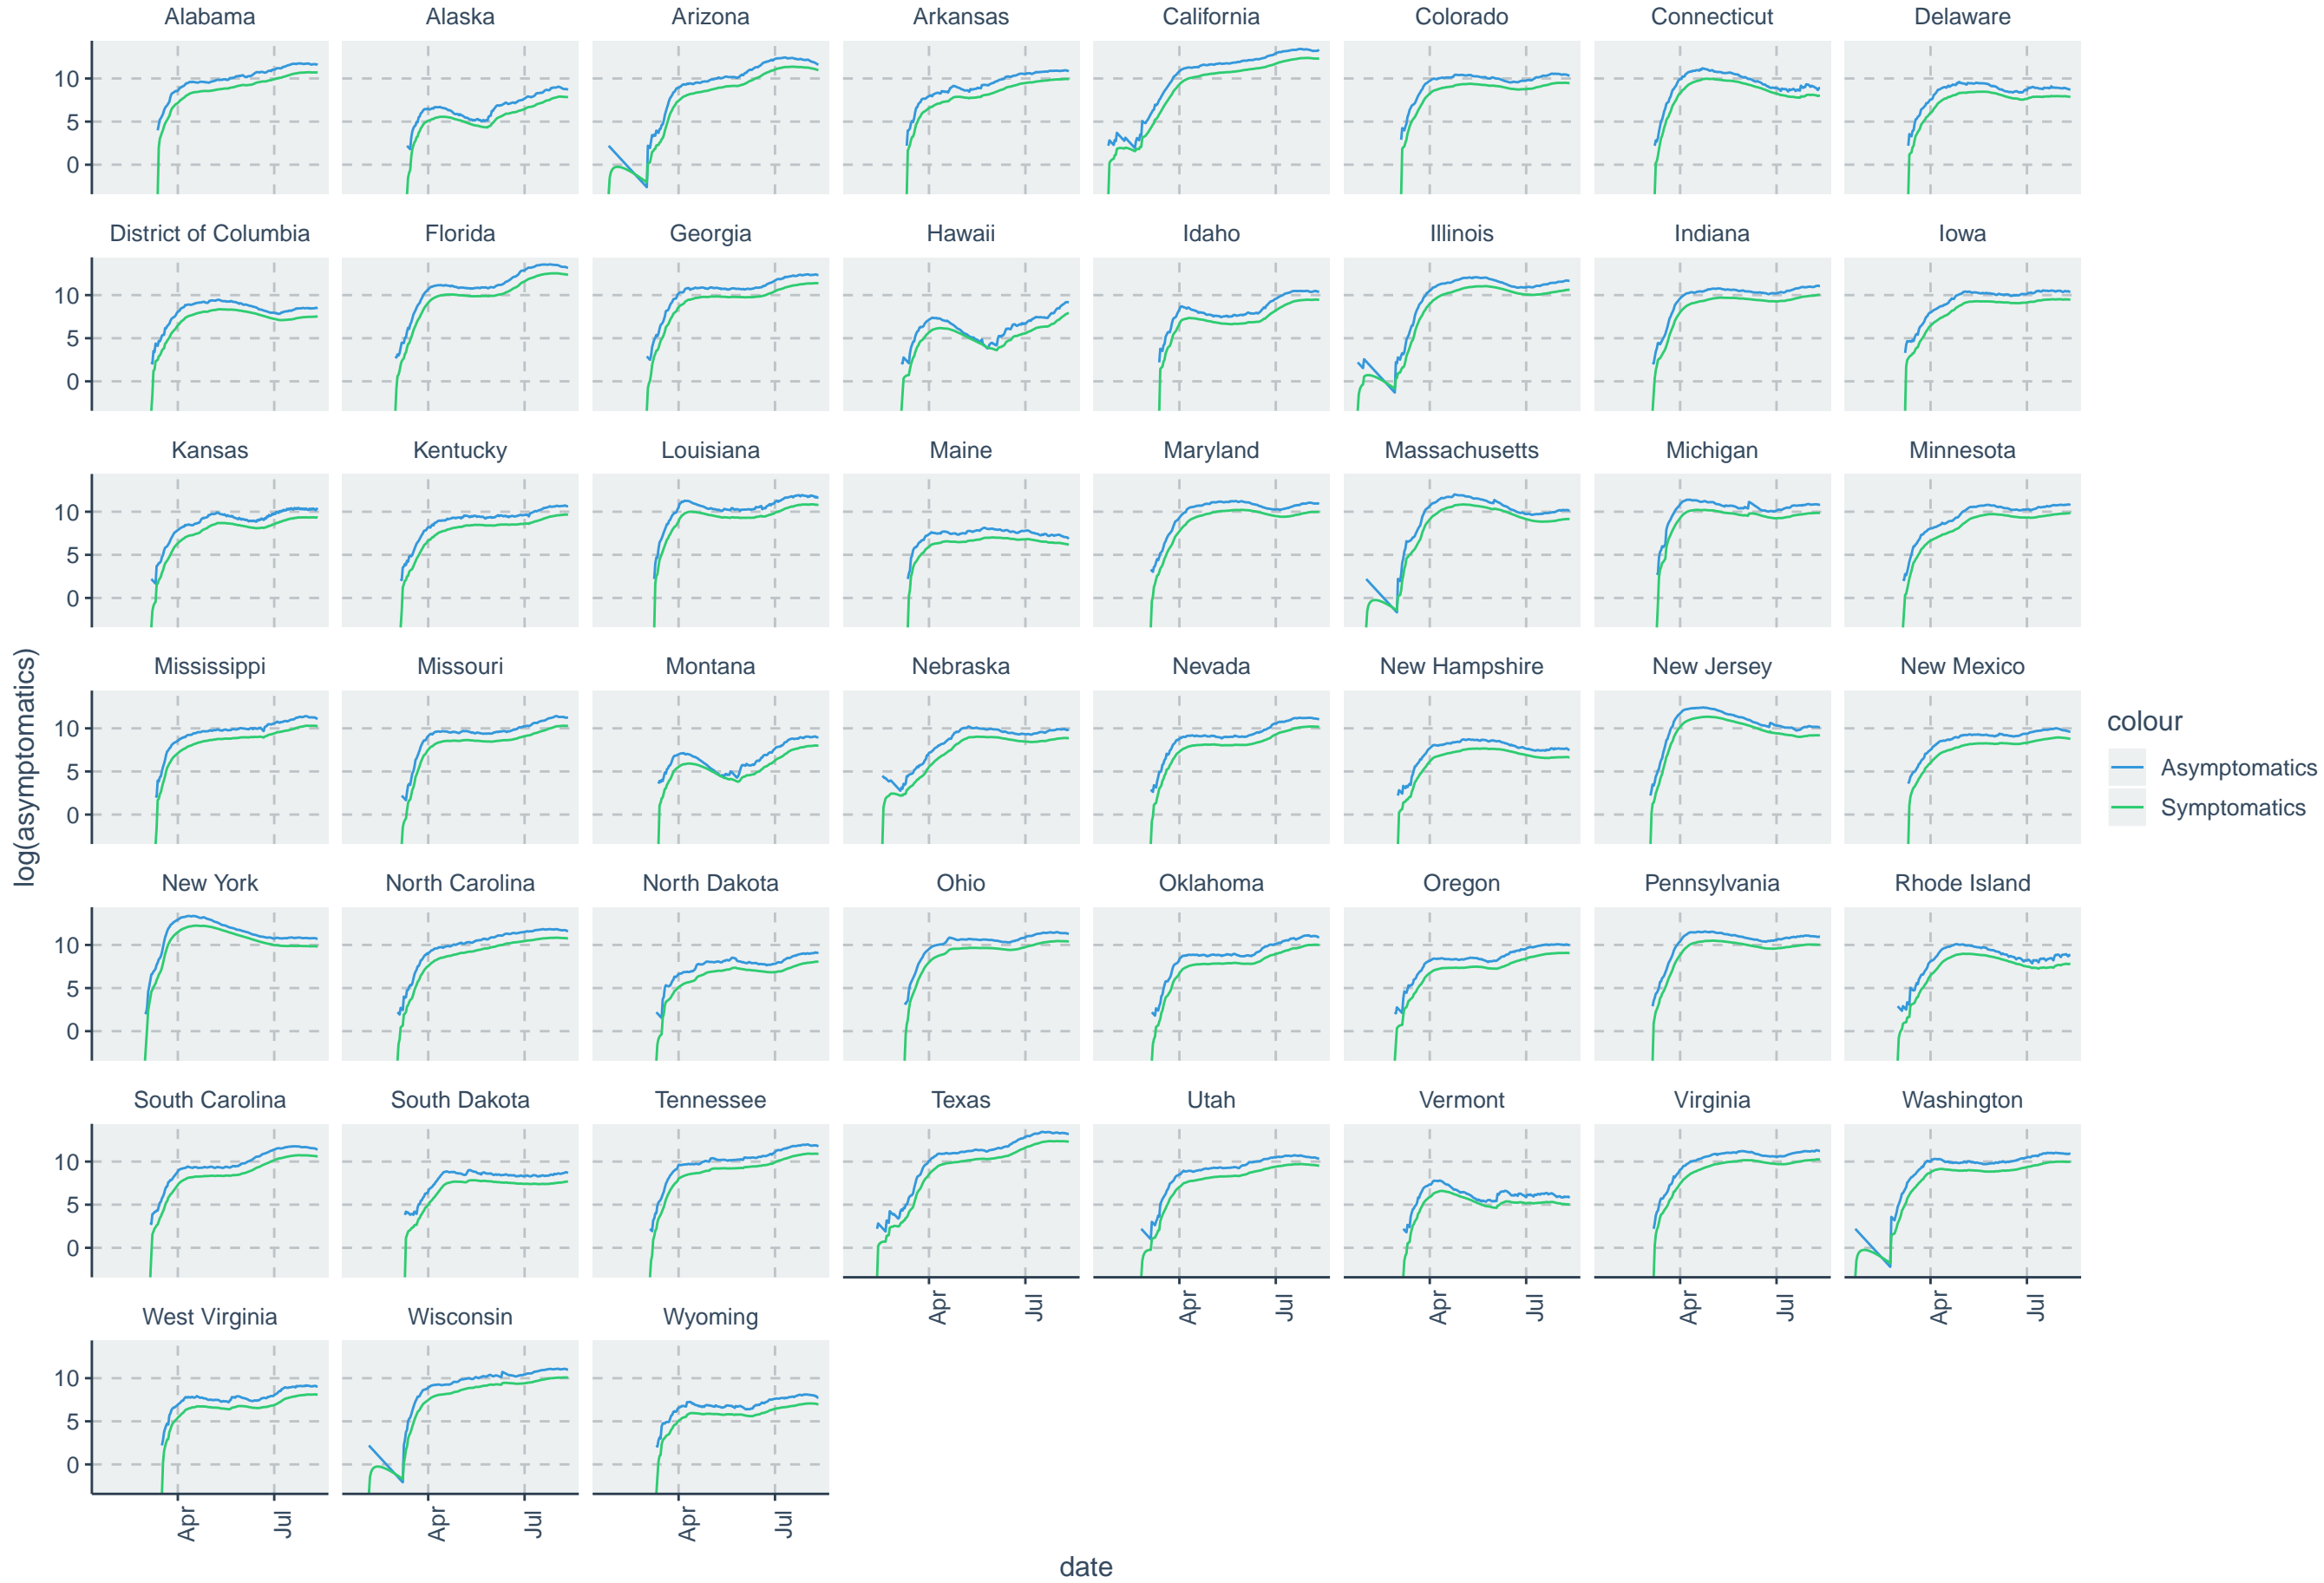 Alabama Alaska Arizona Arkansas California Colorado Connecticut Delaware
10
5
0
District of Columbia Florida Georgia Hawaii Idaho Illinois Indiana Iowa
10
5
0
Kansas Kentucky Louisiana Maine Maryland Massachusetts Michigan Minnesota
10
5
0
log(asymptomatics)
Mississippi Missouri Montana Nebraska Nevada New Hampshire New Jersey New Mexico
10
5
0
colour
Asymptomatics
Symptomatics
New York North Carolina North Dakota Ohio Oklahoma Oregon Pennsylvania Rhode Island
10
5
0
South Carolina South Dakota Tennessee Texas Utah Vermont Virginia Washington
10
5
0
Apr Jul Apr Jul Apr Jul Apr Jul Apr Jul
West Virginia Wisconsin Wyoming
10
5
0
Apr Jul Apr Jul Apr Jul
date